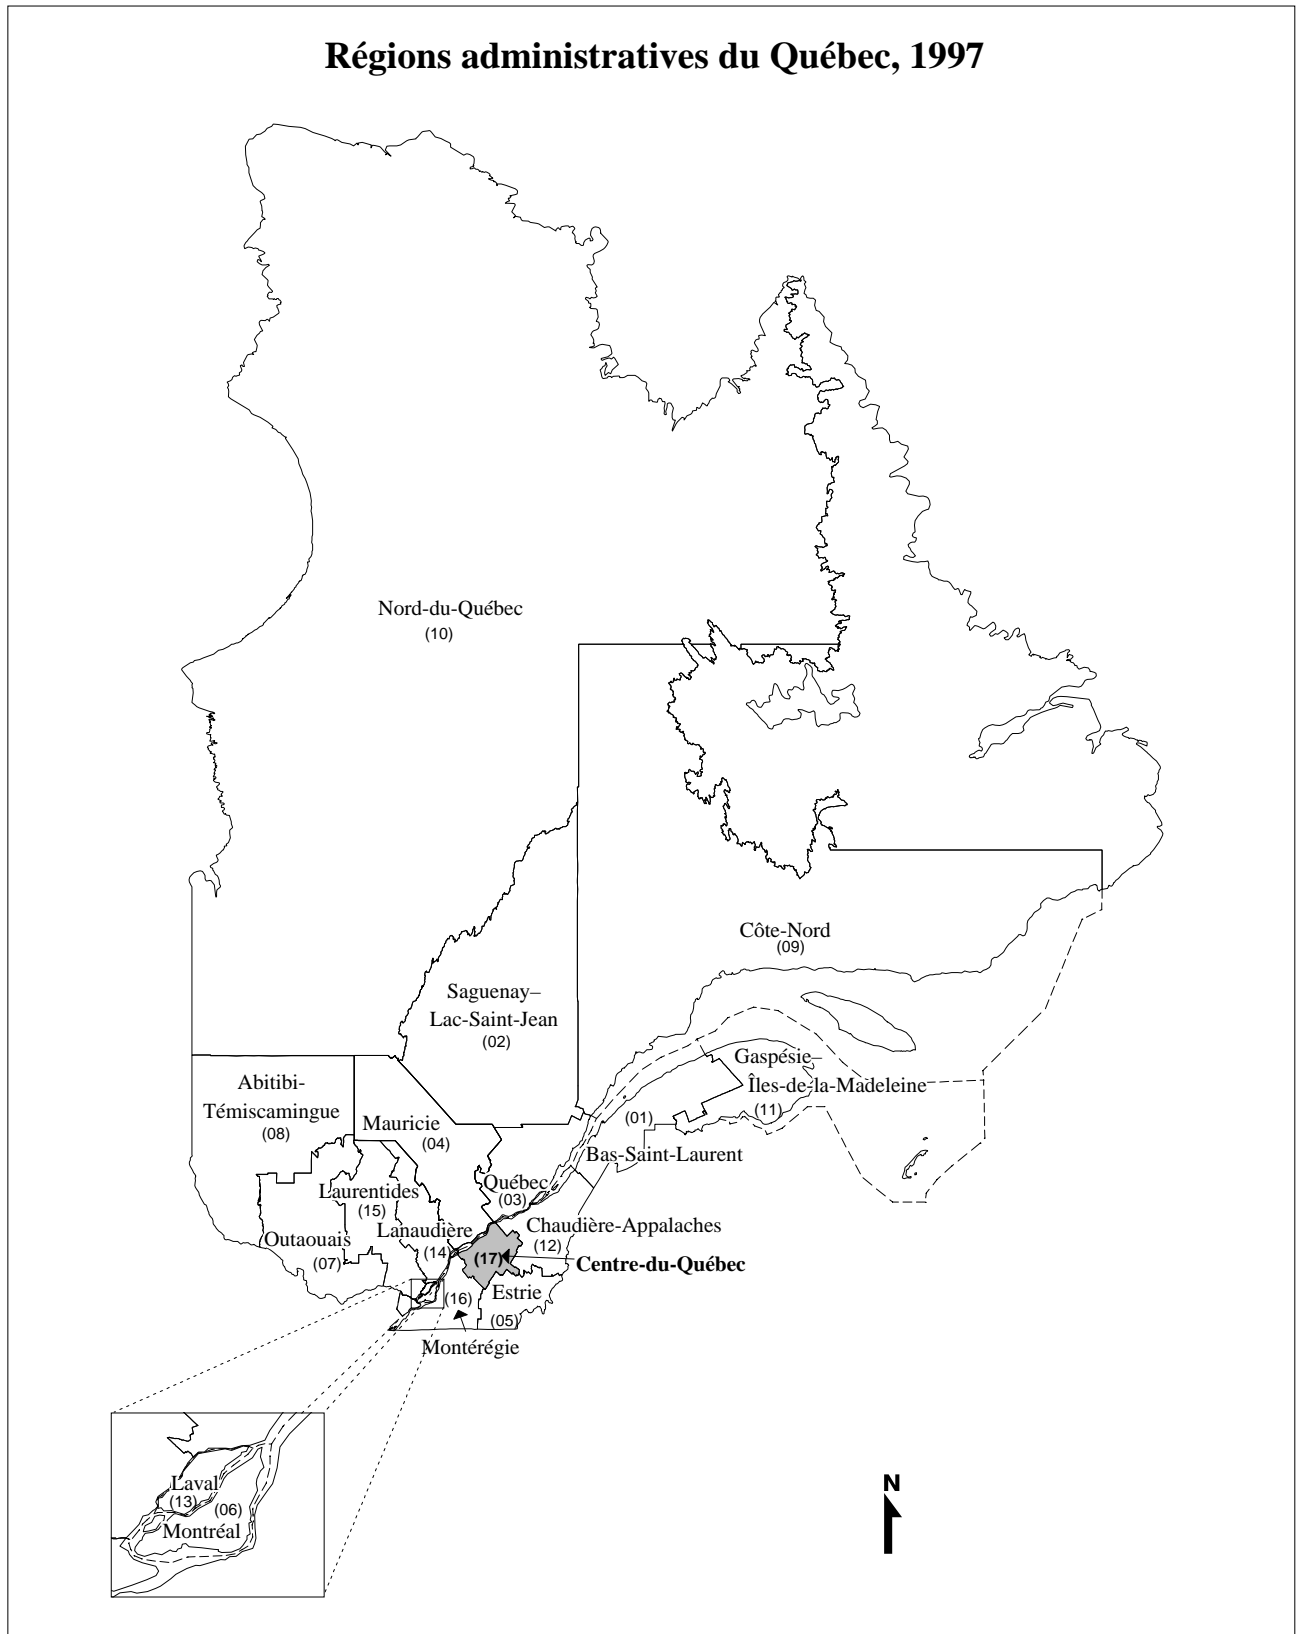 Régions administratives du Québec, 1997
Nord-du-Québec
(10)
Côte-Nord
(09)
Saguenay–
Lac-Saint-Jean
(02)
Gaspésie–
Îles-de-la-Madeleine
(11)
Abitibi-
Témiscamingue
(08)
Mauricie
(04)
(01)
Bas-Saint-Laurent
Québec
(03)
Laurentides
(15)
Lanaudière
(14)
Chaudière-Appalaches
(12)
Outaouais
(07)
(17)
Centre-du-Québec
Estrie
(05)
(16)
Montérégie
Laval
(13)
(06)
Montréal
N